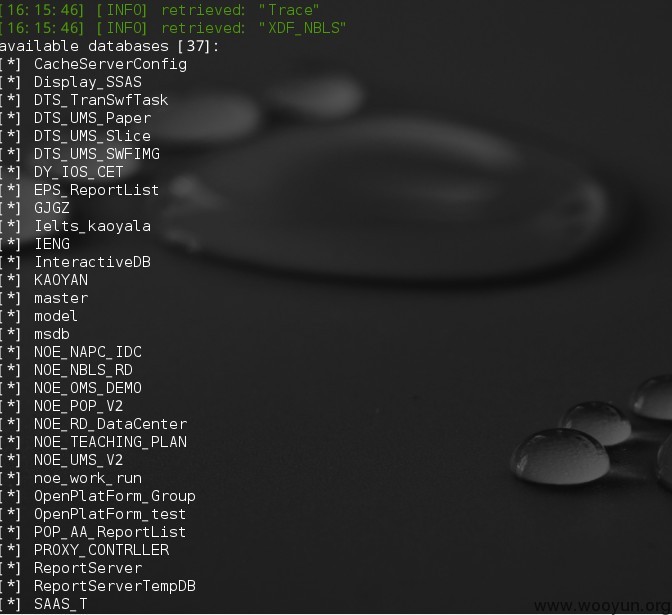 [16:15:46] [INFO] retrieved: "Trace"
[16:15:46] [INFO] retrieved: "XDF_NBLS"
available databases [37]:
[*] CacheServerConfig
[*] Display_SSAS
[*] DTS_TranSwfTask
[*] DTS_UMS_Paper
[*] DTS_UMS_Slice
[*] DTS_UMS_SWFIMG
[*] DY_IOS_CET
[*] EPS_ReportList
[*] GJGZ
[*] Ielts_kaoyala
[*] IENG
[*] InteractiveDB
[*] KAOYAN
[*] master
[*] model
[*] msdb
[*] NOE_NAPC_IDC
[*] NOE_NBLS_RD
[*] NOE_OMS_DEMO
[*] NOE_POP_V2
[*] NOE_RD_DataCenter
[*] NOE_TEACHING_PLAN
[*] NOE_UMS_V2
[*] noe_work_run
[*] OpenPlatForm_Group
[*] OpenPlatForm_test
[*] POP_AA_ReportList
[*] PROXY_CONTRLLER
[*] ReportServer
[*] ReportServerTempDB
[*] SAAS_T
www.wooyun.org